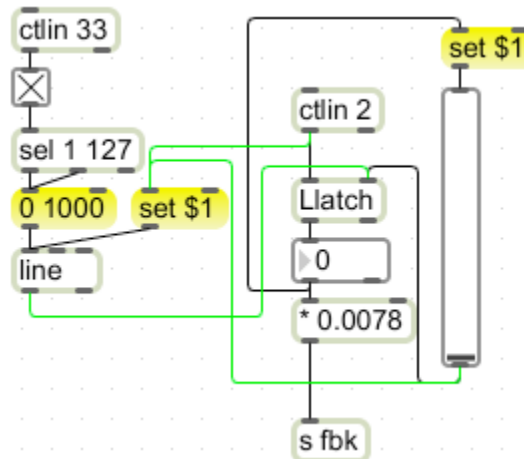 ctlin 33
set $1
ctlin 2
sel 1 127
0 1000
set $1
Llatch
line
0
* 0.0078
s fbk